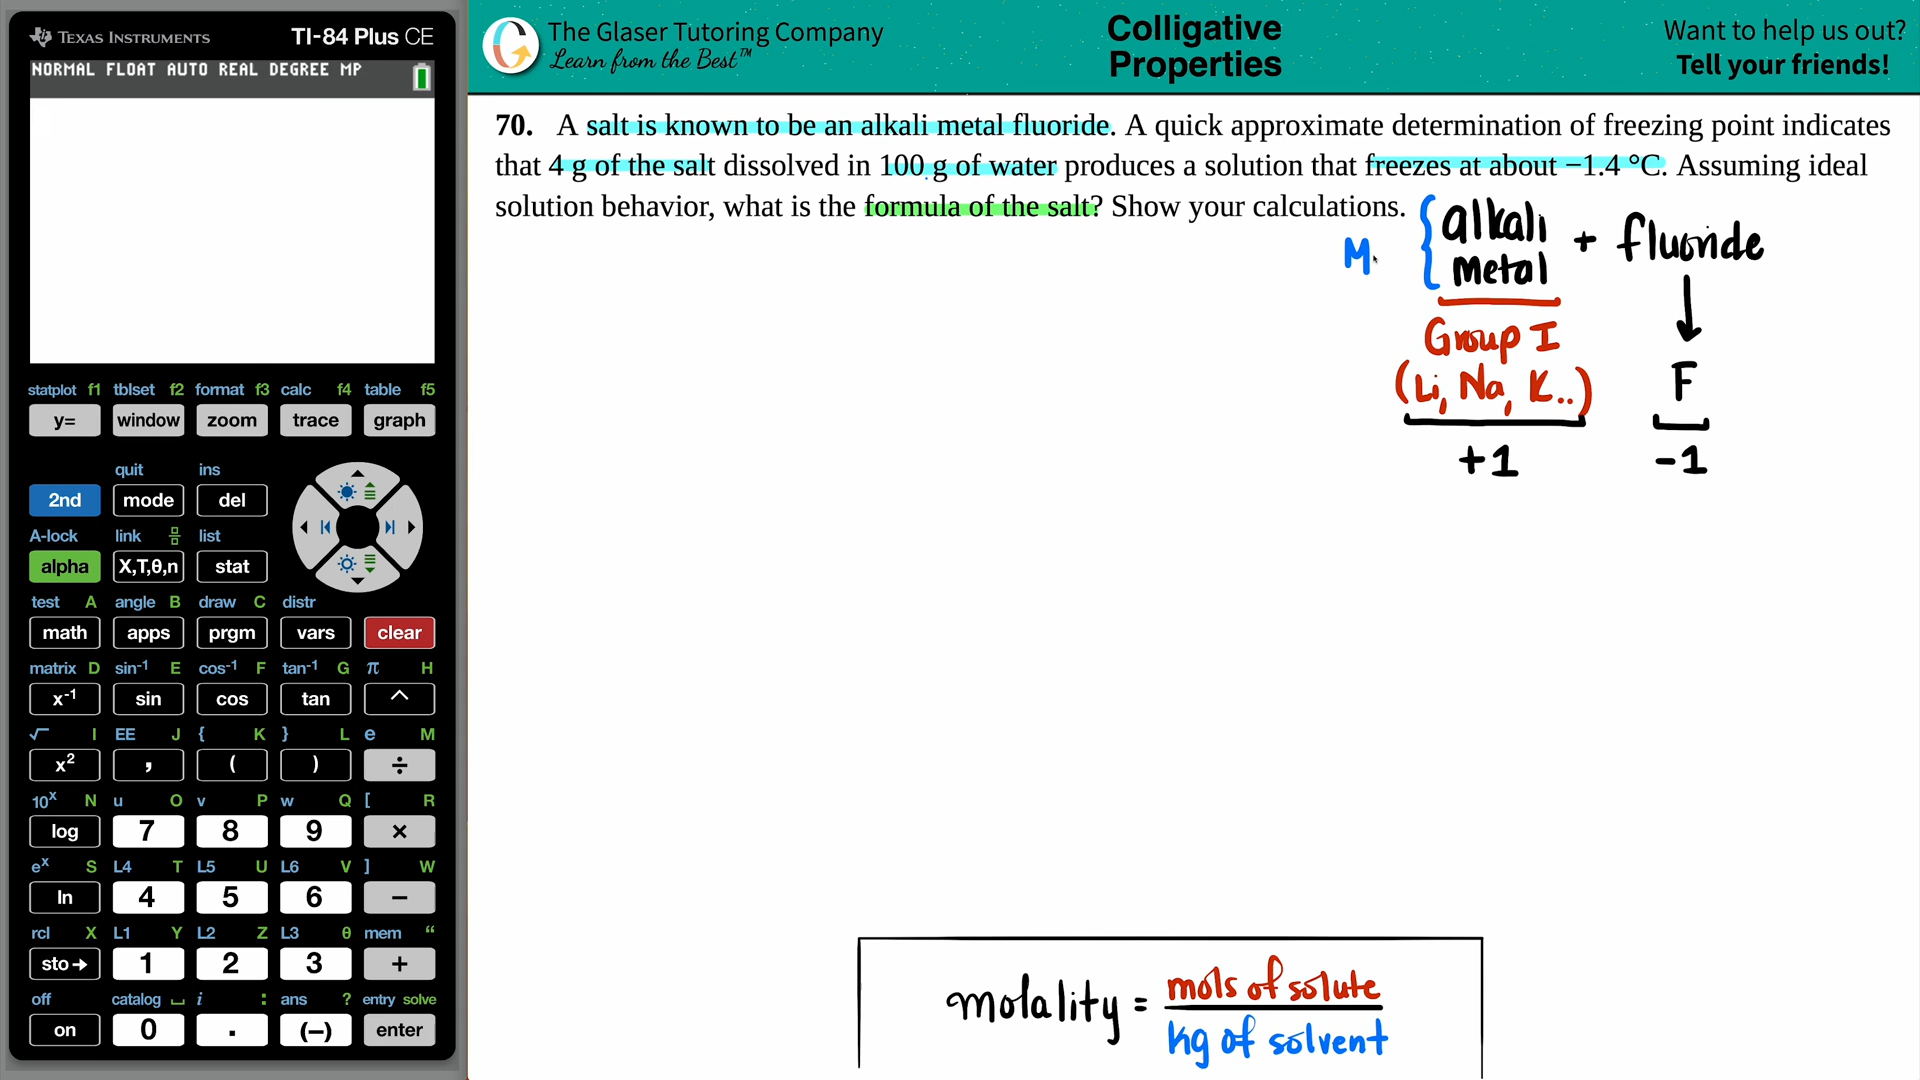 TEXAS INSTRUMENTS TI-84 Plus CE
NORMAL FLOAT AUTO REAL DEGREE MP
statplot f1 tblset f2 format f3 calc f4 table f5
y= window zoom trace graph
quit ins
2nd mode del
A-lock link list
alpha X,T,θ,n stat
test A angle B draw C distr
math apps prgm vars clear
matrix D sin⁻¹ E cos⁻¹ F tan⁻¹ G π H
x⁻¹ sin cos tan ^
√ I EE J { K } L e M
x² , ( ) ÷
10ˣ N u O v P w Q [ R
log 7 8 9 ×
eˣ S L4 T L5 U L6 V ] W
ln 4 5 6 −
rcl X L1 Y L2 Z L3 θ mem “
sto→ 1 2 3 +
off catalog ⎵ i : ans ? entry solve
on 0 . (−) enter
The Glaser Tutoring Company
Learn from the Best™
Colligative
Properties
Want to help us out?
Tell your friends!
70. A salt is known to be an alkali metal fluoride. A quick approximate determination of freezing point indicates
that 4 g of the salt dissolved in 100 g of water produces a solution that freezes at about −1.4 °C. Assuming ideal
solution behavior, what is the formula of the salt? Show your calculations.
M { alkali metal + fluoride
Group I
(Li, Na, K..) F
+1 -1
molality = mols of solute
kg of solvent